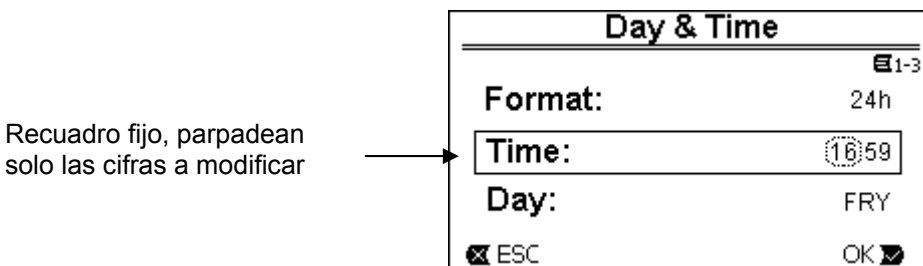 Day & Time
1-3
Format: 24h
Recuadro fijo, parpadean
solo las cifras a modificar
Time: 16:59
Day: FRY
ESC OK